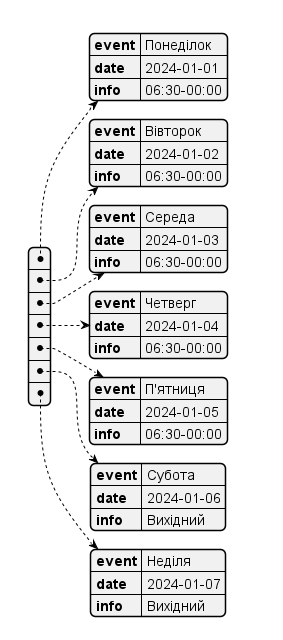 event Понеділок
date 2024-01-01
info 06:30-00:00
event Вівторок
date 2024-01-02
info 06:30-00:00
event Середа
date 2024-01-03
info 06:30-00:00
event Четверг
date 2024-01-04
info 06:30-00:00
event П'ятниця
date 2024-01-05
info 06:30-00:00
event Субота
date 2024-01-06
info Вихідний
event Неділя
date 2024-01-07
info Вихідний